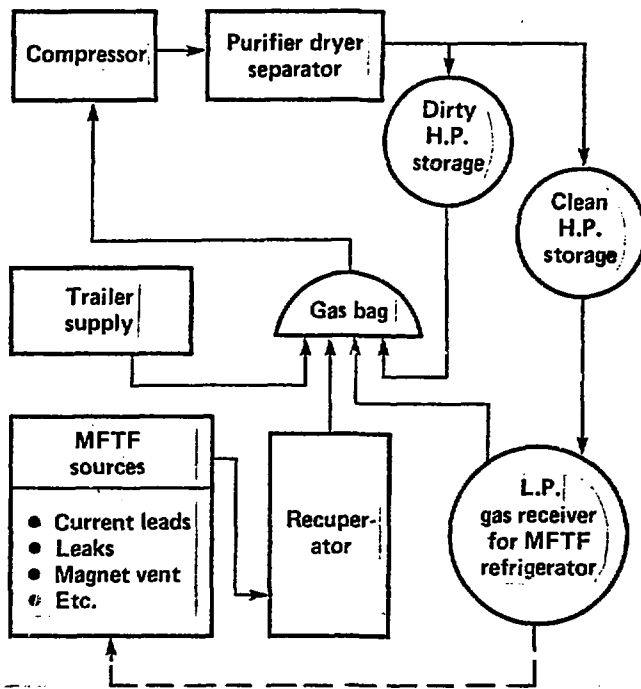 Compressor
Purifier dryer
separator
Dirty
H.P.
storage
Clean
H.P.
storage
Trailer
supply
Gas bag
MFTF
sources
• Current leads
• Leaks
• Magnet vent
• Etc.
Recuper-
ator
L.P.
gas receiver
for MFTF
refrigerator